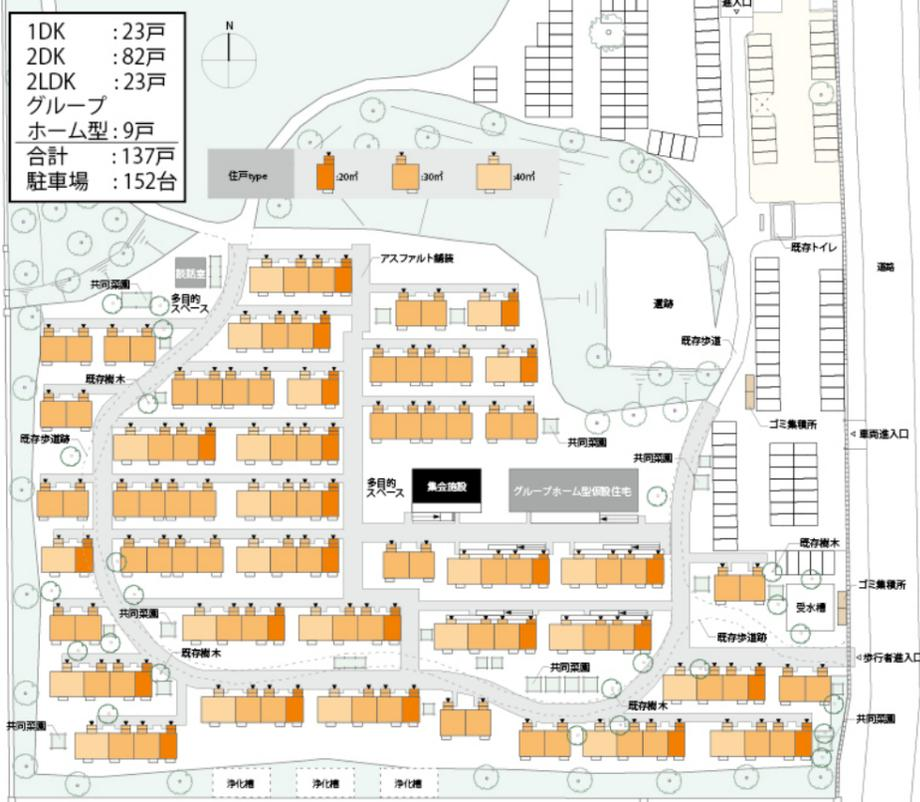 進入口
1DK :23戸
2DK :82戸
2LDK :23戸
グループ
ホーム型:9戸
合計 :137戸
駐車場 :152台
N
住戸type
:20㎡
:30㎡
:40㎡
既存トイレ
道路
アスファルト舗装
談話室
共同菜園
多目的
スペース
遺跡
既存歩道
既存樹木
ゴミ集積所
車両進入口
既存歩道跡
共同菜園
共同菜園
多目的
スペース
集会施設
グループホーム型仮設住宅
既存樹木
ゴミ集積所
受水槽
共同菜園
既存歩道跡
既存樹木
歩行者進入口
共同菜園
既存樹木
共同菜園
共同菜園
浄化槽
浄化槽
浄化槽